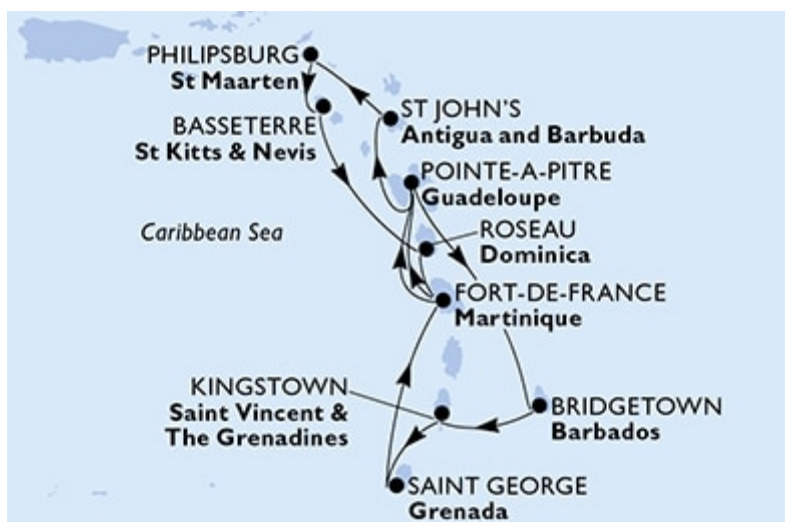 PHILIPSBURG
St Maarten
BASSETERRE
St Kitts & Nevis
ST JOHN'S
Antigua and Barbuda
POINTE-A-PITRE
Guadeloupe
Caribbean Sea
ROSEAU
Dominica
FORT-DE-FRANCE
Martinique
KINGSTOWN
Saint Vincent &
The Grenadines
BRIDGETOWN
Barbados
SAINT GEORGE
Grenada